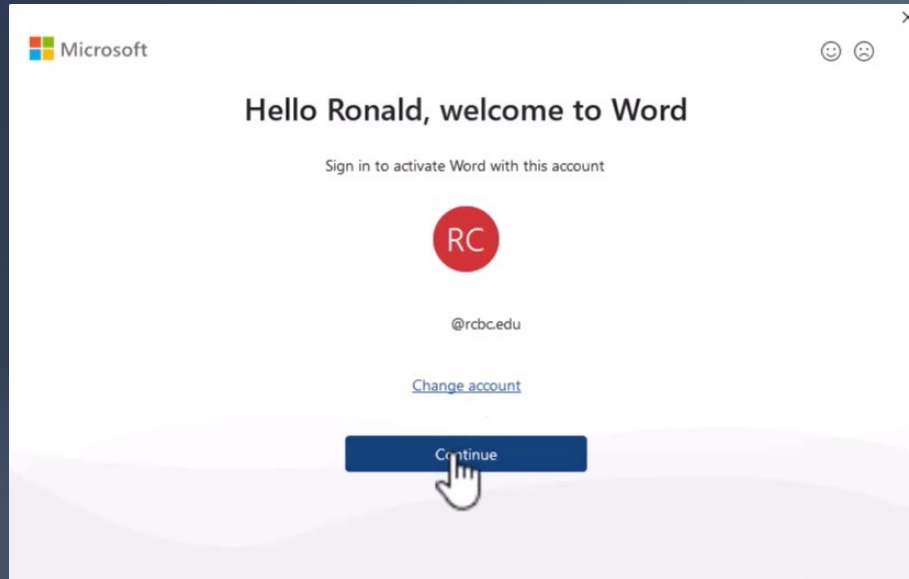 Microsoft
Hello Ronald, welcome to Word
Sign in to activate Word with this account
RC
@rcbc.edu
Change account
Continue